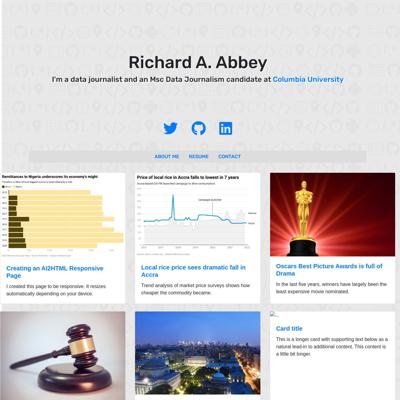 Richard A. Abbey
I'm a data journalist and an Msc Data Journalism candidate at Columbia University
ABOUT ME RESUME CONTACT
Remittances to Nigeria underscores its economy's might
Price of local rice in Accra falls to lowest in 7 years
Creating an AI2HTML Responsive
Page
I created this page to be responsive. It resizes
automatically depending on your device.
Local rice price sees dramatic fall in
Accra
Trend analysis of market price surveys shows how
cheaper the commodity became.
Oscars Best Picture Awards is full of
Drama
In the last five years, winners have largely been the
least expensive movie nominated.
Card title
This is a longer card with supporting text below as a
natural lead-in to additional content. This content is
a little bit longer.